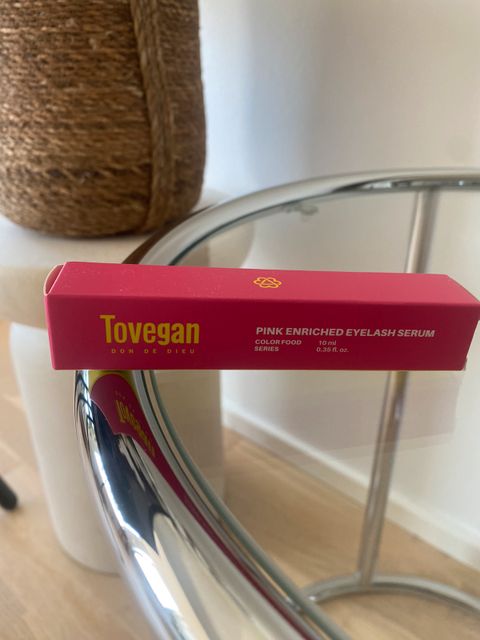 Tovegan
DON DE DIEU
PINK ENRICHED EYELASH SERUM
COLOR FOOD 10 ml
SERIES 0.35 fl. oz.